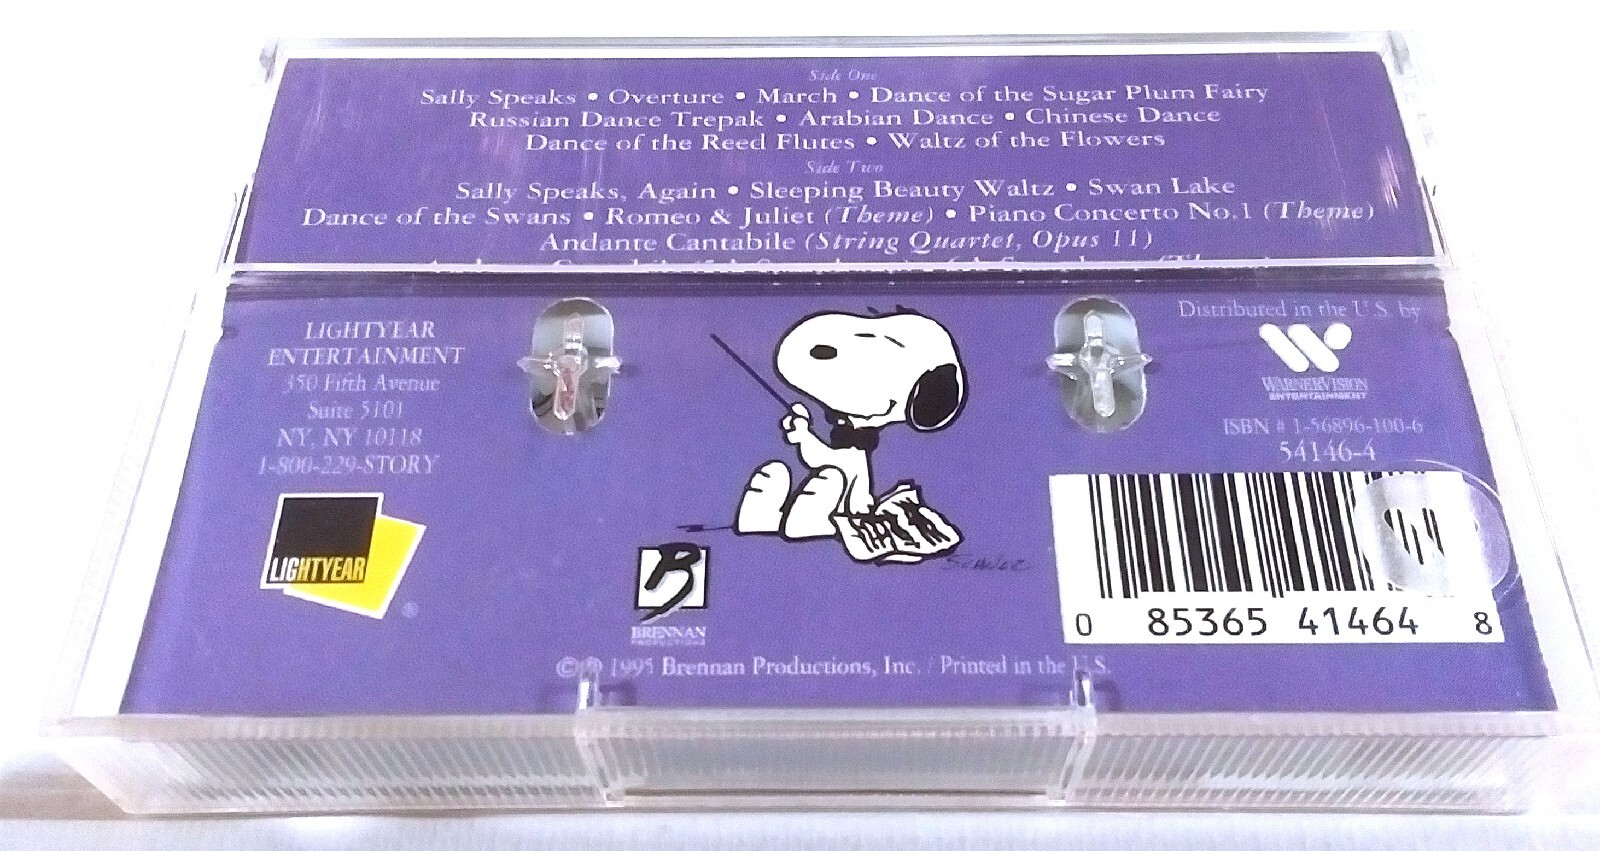 Side One
Sally Speaks • Overture • March • Dance of the Sugar Plum Fairy
Russian Dance Trepak • Arabian Dance • Chinese Dance
Dance of the Reed Flutes • Waltz of the Flowers
Side Two
Sally Speaks, Again • Sleeping Beauty Waltz • Swan Lake
Dance of the Swans • Romeo & Juliet (Theme) • Piano Concerto No.1 (Theme)
Andante Cantabile (String Quartet, Opus 11)
LIGHTYEAR
ENTERTAINMENT
350 Fifth Avenue
Suite 5101
NY, NY 10118
1-800-229-STORY
LIGHTYEAR
®
SCHULZ
B
BRENNAN
PRODUCTIONS
Distributed in the U.S. by
W
WARNERVISION
ENTERTAINMENT
ISBN # 1-56896-100-6
54146-4
0 85365 41464 8
©℗ 1995 Brennan Productions, Inc. / Printed in the U.S.